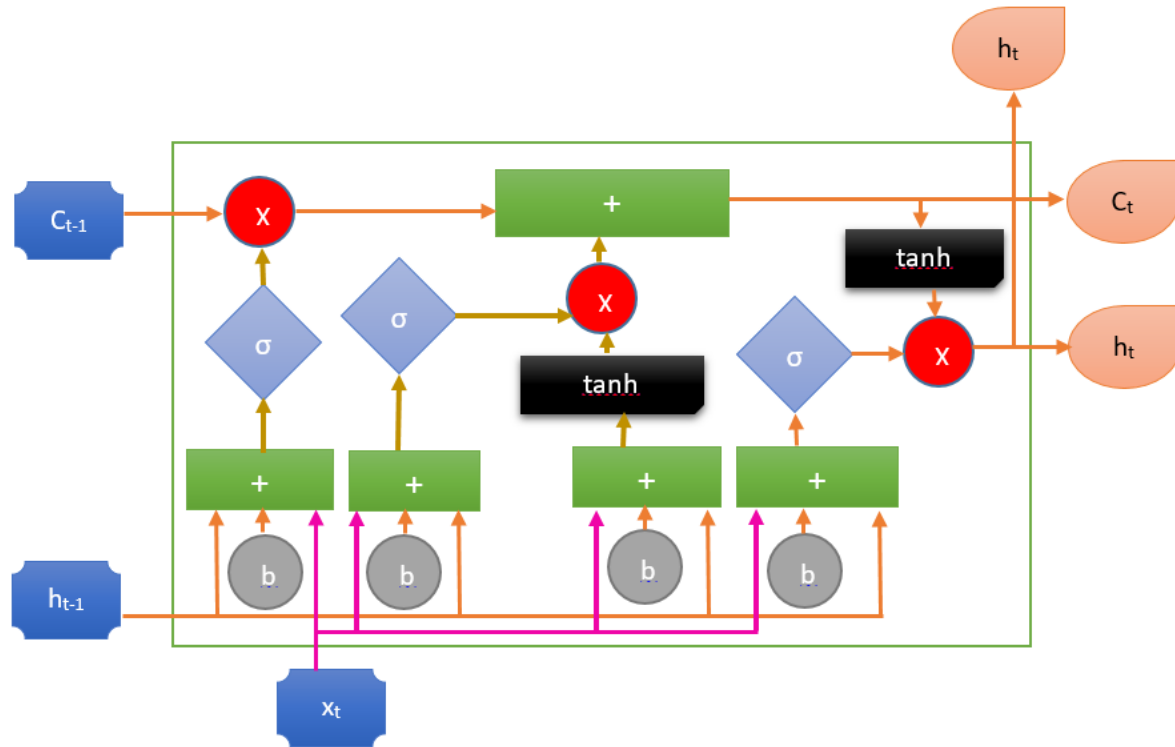 hₜ
Cₜ₋₁
x
+
Cₜ
tanh
σ
σ
x
tanh
σ
x
hₜ
+
+
+
+
b
b
b
b
hₜ₋₁
xₜ